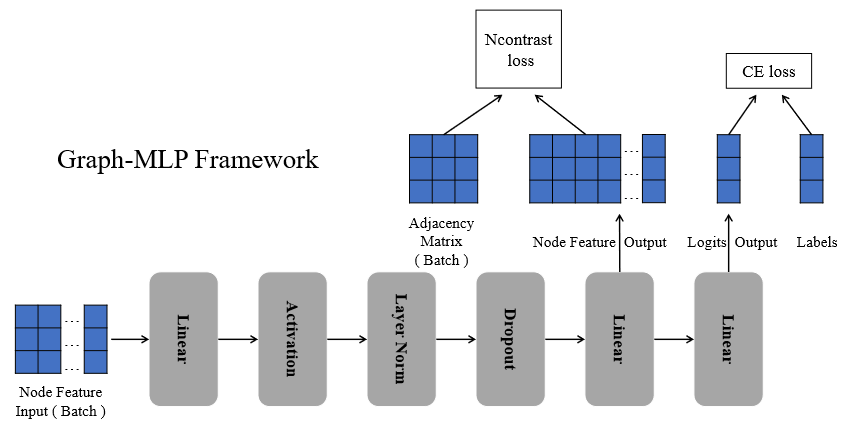 Ncontrast
loss
CE loss
Graph-MLP Framework
...
...
...
Adjacency
Matrix
( Batch )
Node Feature Output
Logits Output
Labels
...
...
...
Linear
Activation
Layer Norm
Dropout
Linear
Linear
Node Feature
Input ( Batch )